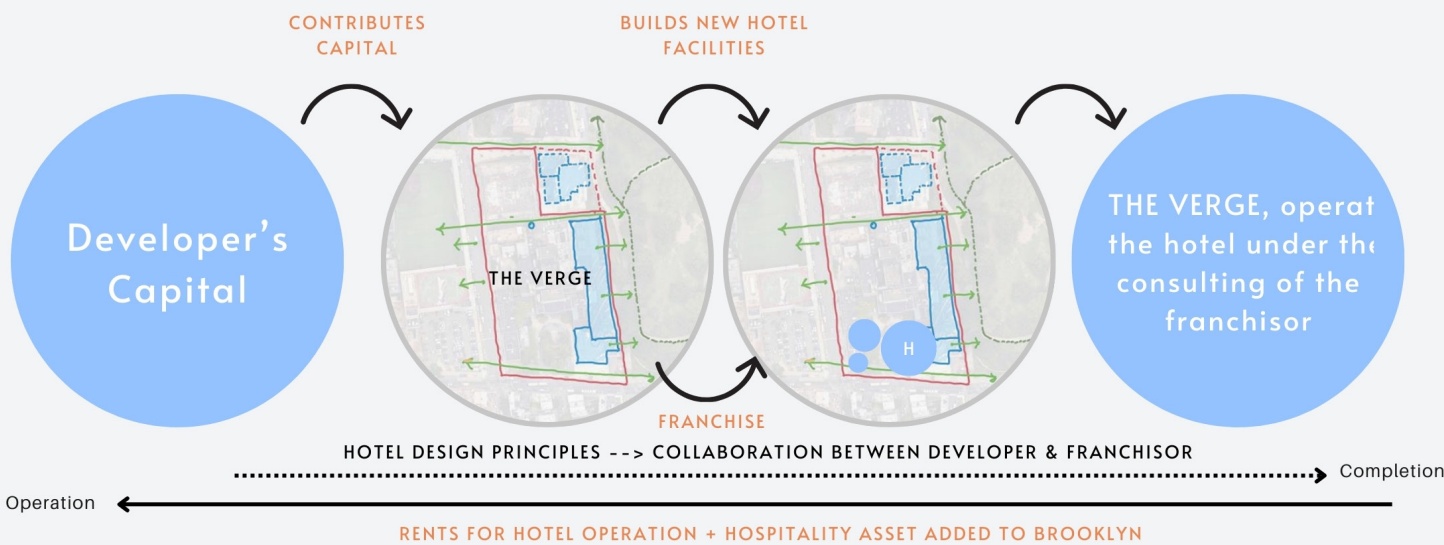 CONTRIBUTES
CAPITAL
BUILDS NEW HOTEL
FACILITIES
Developer’s
Capital
THE VERGE
H
THE VERGE, operat
the hotel under the
consulting of the
franchisor
FRANCHISE
HOTEL DESIGN PRINCIPLES --> COLLABORATION BETWEEN DEVELOPER & FRANCHISOR
Completion
Operation
RENTS FOR HOTEL OPERATION + HOSPITALITY ASSET ADDED TO BROOKLYN